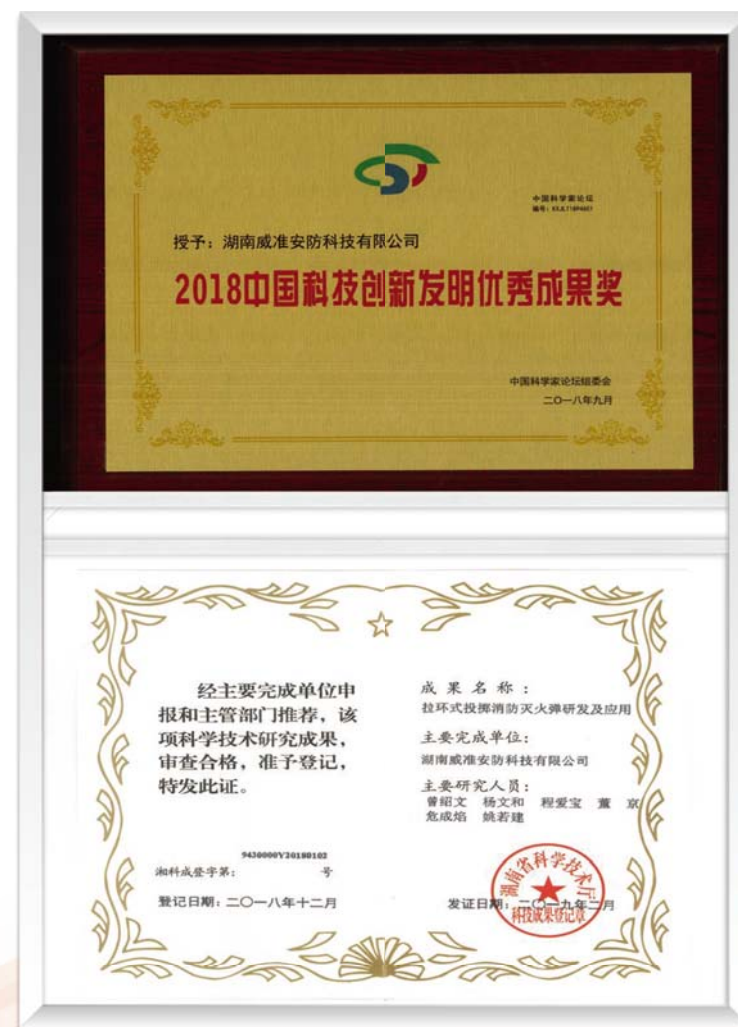 中国科学家论坛
授予：湖南威准安防科技有限公司
2018中国科技创新发明优秀成果奖
中国科学家论坛组委会
二〇一八年九月
经主要完成单位申
报和主管部门推荐，该
项科学技术研究成果，
审查合格，准予登记，
特发此证。
9430000Y20180102
湘科成登字第： 号
登记日期：二〇一八年十二月
成果名称：
拉环式投掷消防灭火弹研发及应用
主要完成单位：
湖南威准安防科技有限公司
主要研究人员：
曾绍文 杨文和 程爱宝 董 京
危成焰 姚若建
湖南省科学技术厅
发证日期：二〇一九年二月
科技成果登记章